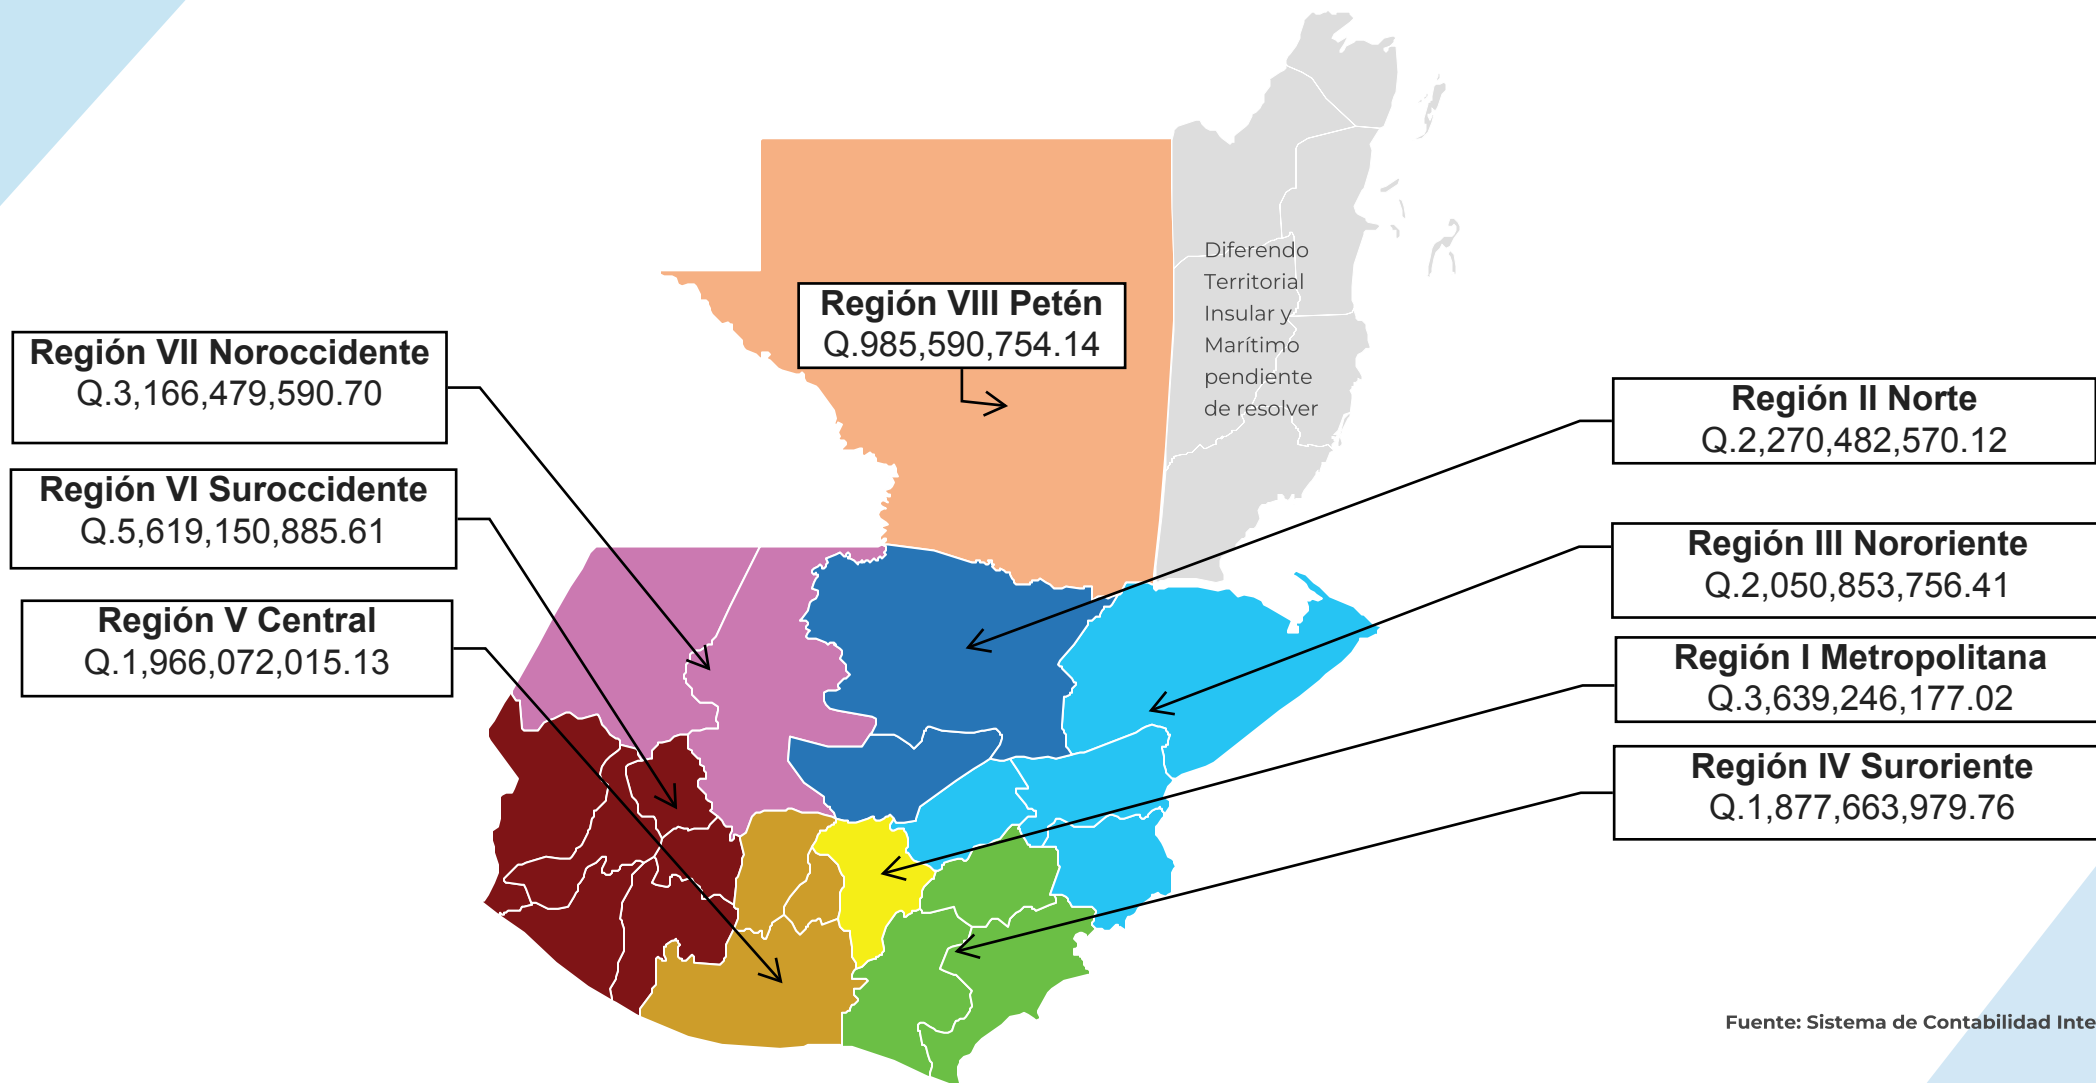 Diferendo
Territorial
Insular y
Marítimo
pendiente
de resolver
Región VIII Petén
Q.985,590,754.14
Región VII Noroccidente
Q.3,166,479,590.70
Región VI Suroccidente
Q.5,619,150,885.61
Región V Central
Q.1,966,072,015.13
Región II Norte
Q.2,270,482,570.12
Región III Nororiente
Q.2,050,853,756.41
Región I Metropolitana
Q.3,639,246,177.02
Región IV Suroriente
Q.1,877,663,979.76
Fuente: Sistema de Contabilidad Inte